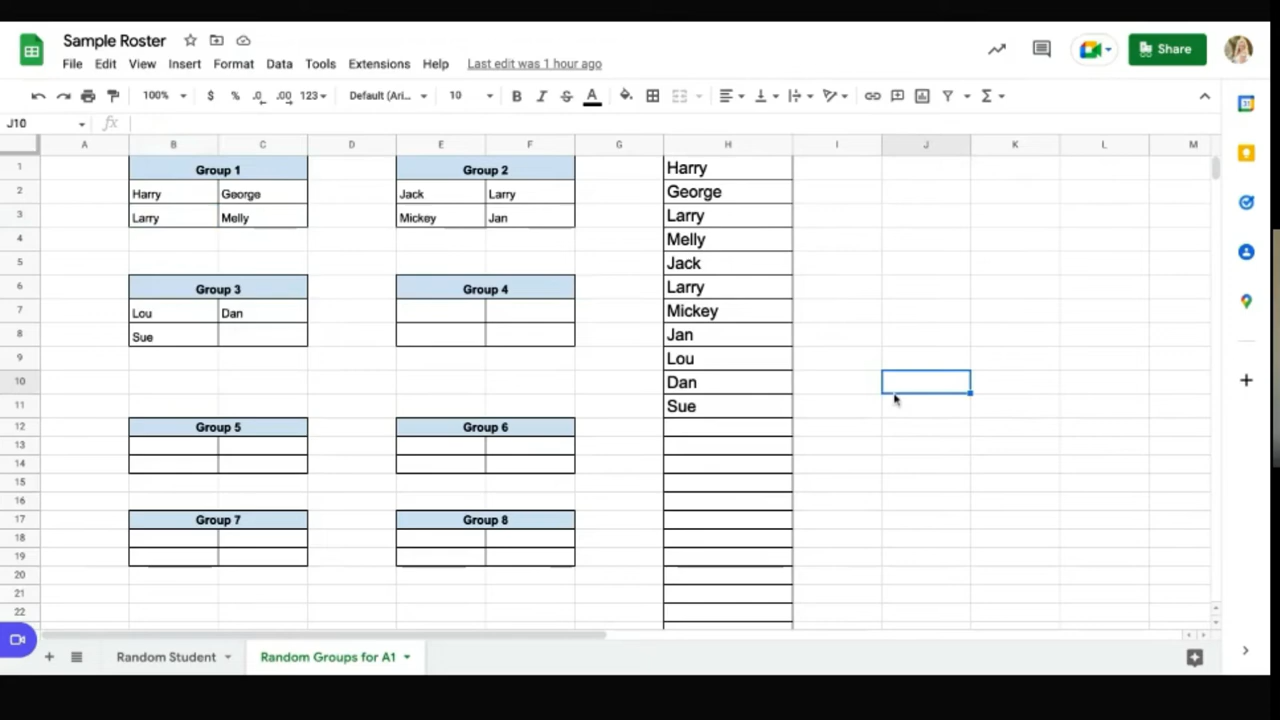 Sample Roster
File Edit View Insert Format Data Tools Extensions Help Last edit was 1 hour ago
Share
100% $ % .0 .00 123 Default (Ari... 10 B I S A
J10 fx
A B C D E F G H I J K L M
1 Group 1 Group 2 Harry
2 Harry George Jack Larry George
3 Larry Melly Mickey Jan Larry
4 Melly
5 Jack
6 Group 3 Group 4 Larry
7 Lou Dan Mickey
8 Sue Jan
9 Lou
10 Dan
11 Sue
12 Group 5 Group 6
13
14
15
16
17 Group 7 Group 8
18
19
20
21
22
Random Student Random Groups for A1